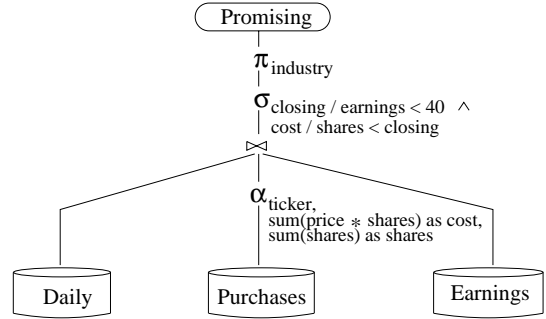 Promising
π industry
σ closing / earnings < 40 ^
cost / shares < closing
⋈
α ticker,
sum(price * shares) as cost,
sum(shares) as shares
Daily
Purchases
Earnings